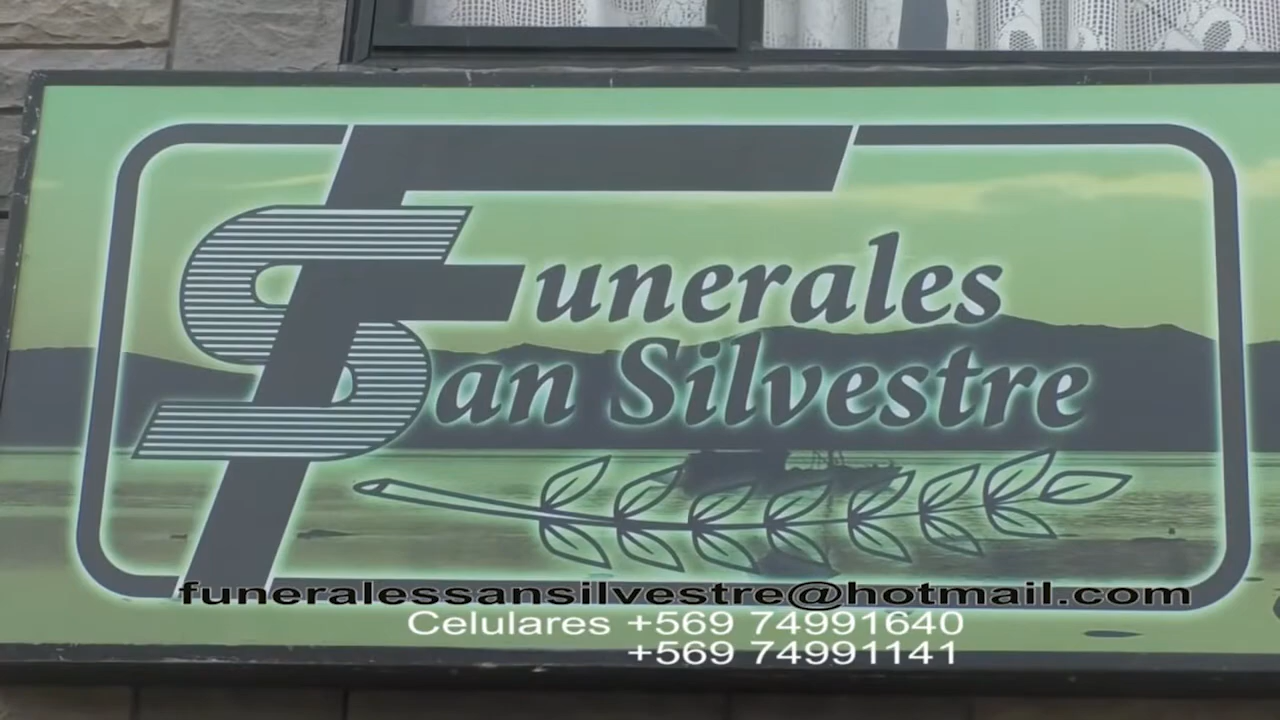 Funerales
San Silvestre
funeralessansilvestre@hotmail.com
Celulares +569 74991640
+569 74991141